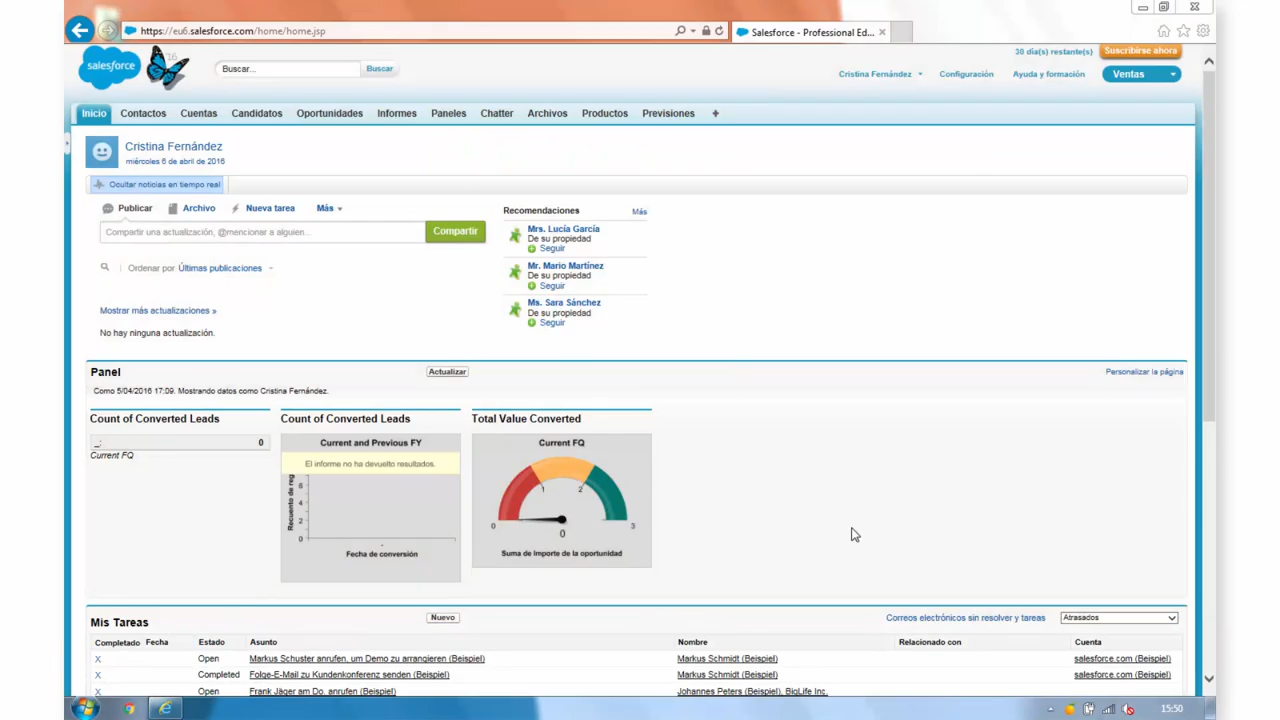 https://eu6.salesforce.com/home/home.jsp
Salesforce - Professional Ed...
salesforce
16
Buscar...
Buscar
30 día(s) restante(s)
Suscribirse ahora
Cristina Fernández
Configuración
Ayuda y formación
Ventas
Inicio
Contactos
Cuentas
Candidatos
Oportunidades
Informes
Paneles
Chatter
Archivos
Productos
Previsiones
+
Cristina Fernández
miércoles 6 de abril de 2016
Ocultar noticias en tiempo real
Publicar
Archivo
Nueva tarea
Más
Compartir una actualización, @mencionar a alguien...
Compartir
Ordenar por Últimas publicaciones
Mostrar más actualizaciones »
No hay ninguna actualización.
Recomendaciones
Más
Mrs. Lucía García
De su propiedad
Seguir
Mr. Mario Martínez
De su propiedad
Seguir
Ms. Sara Sánchez
De su propiedad
Seguir
Panel
Actualizar
Personalizar la página
Como 5/04/2016 17:09. Mostrando datos como Cristina Fernández.
Count of Converted Leads
_:
0
Current FQ
Count of Converted Leads
Current and Previous FY
El informe no ha devuelto resultados.
Recuento de reg
6
4
2
0
-
Fecha de conversión
Total Value Converted
Current FQ
0
1
2
3
0
Suma de Importe de la oportunidad
Mis Tareas
Nuevo
Correos electrónicos sin resolver y tareas
Atrasados
Completado Fecha Estado Asunto Nombre Relacionado con Cuenta
X Open Markus Schuster anrufen, um Demo zu arrangieren (Beispiel) Markus Schmidt (Beispiel) salesforce.com (Beispiel)
X Completed Folge-E-Mail zu Kundenkonferenz senden (Beispiel) Markus Schmidt (Beispiel) salesforce.com (Beispiel)
X Open Frank Jäger am Do. anrufen (Beispiel) Johannes Peters (Beispiel), BigLife Inc.
15:50